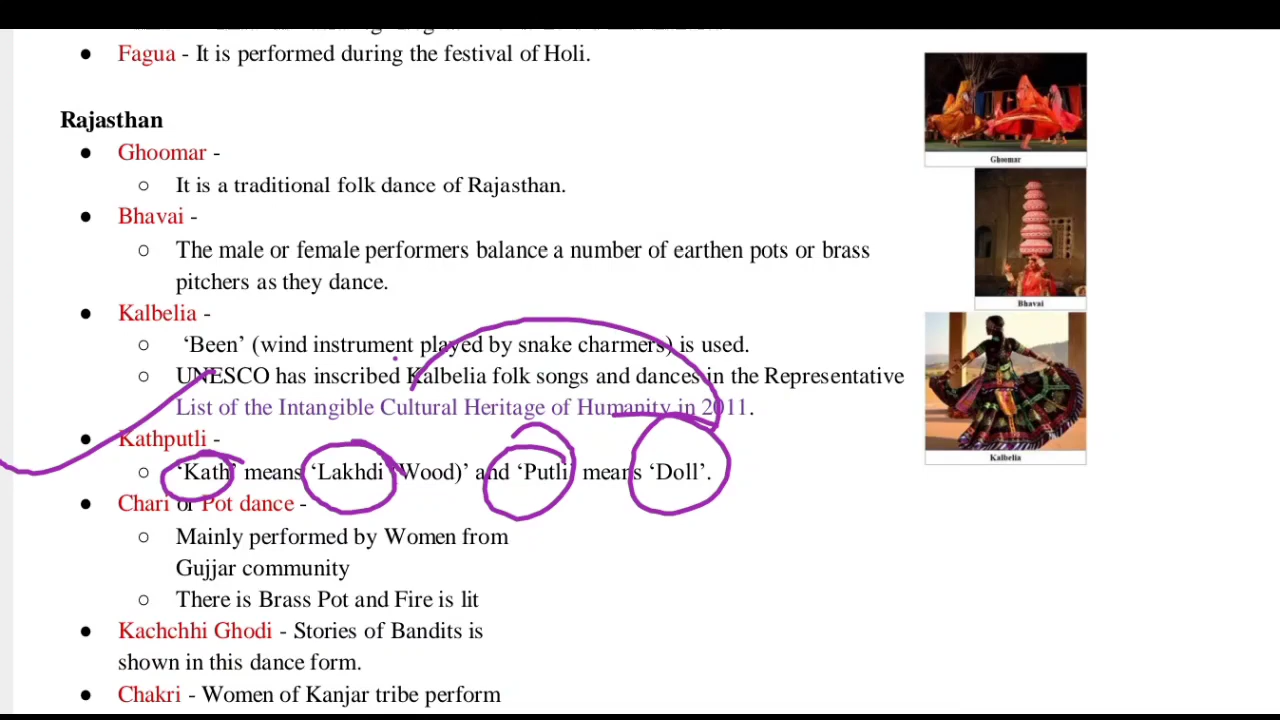 ● Fagua - It is performed during the festival of Holi.
Rajasthan
● Ghoomar -
○ It is a traditional folk dance of Rajasthan.
● Bhavai -
○ The male or female performers balance a number of earthen pots or brass
pitchers as they dance.
● Kalbelia -
○ ‘Been’ (wind instrument played by snake charmers) is used.
○ UNESCO has inscribed Kalbelia folk songs and dances in the Representative
List of the Intangible Cultural Heritage of Humanity in 2011.
● Kathputli -
○ ‘Kath’ means ‘Lakhdi (Wood)’ and ‘Putli’ means ‘Doll’.
● Chari or Pot dance -
○ Mainly performed by Women from
Gujjar community
○ There is Brass Pot and Fire is lit
● Kachchhi Ghodi - Stories of Bandits is
shown in this dance form.
● Chakri - Women of Kanjar tribe perform
Ghoomar
Bhavai
Kalbelia